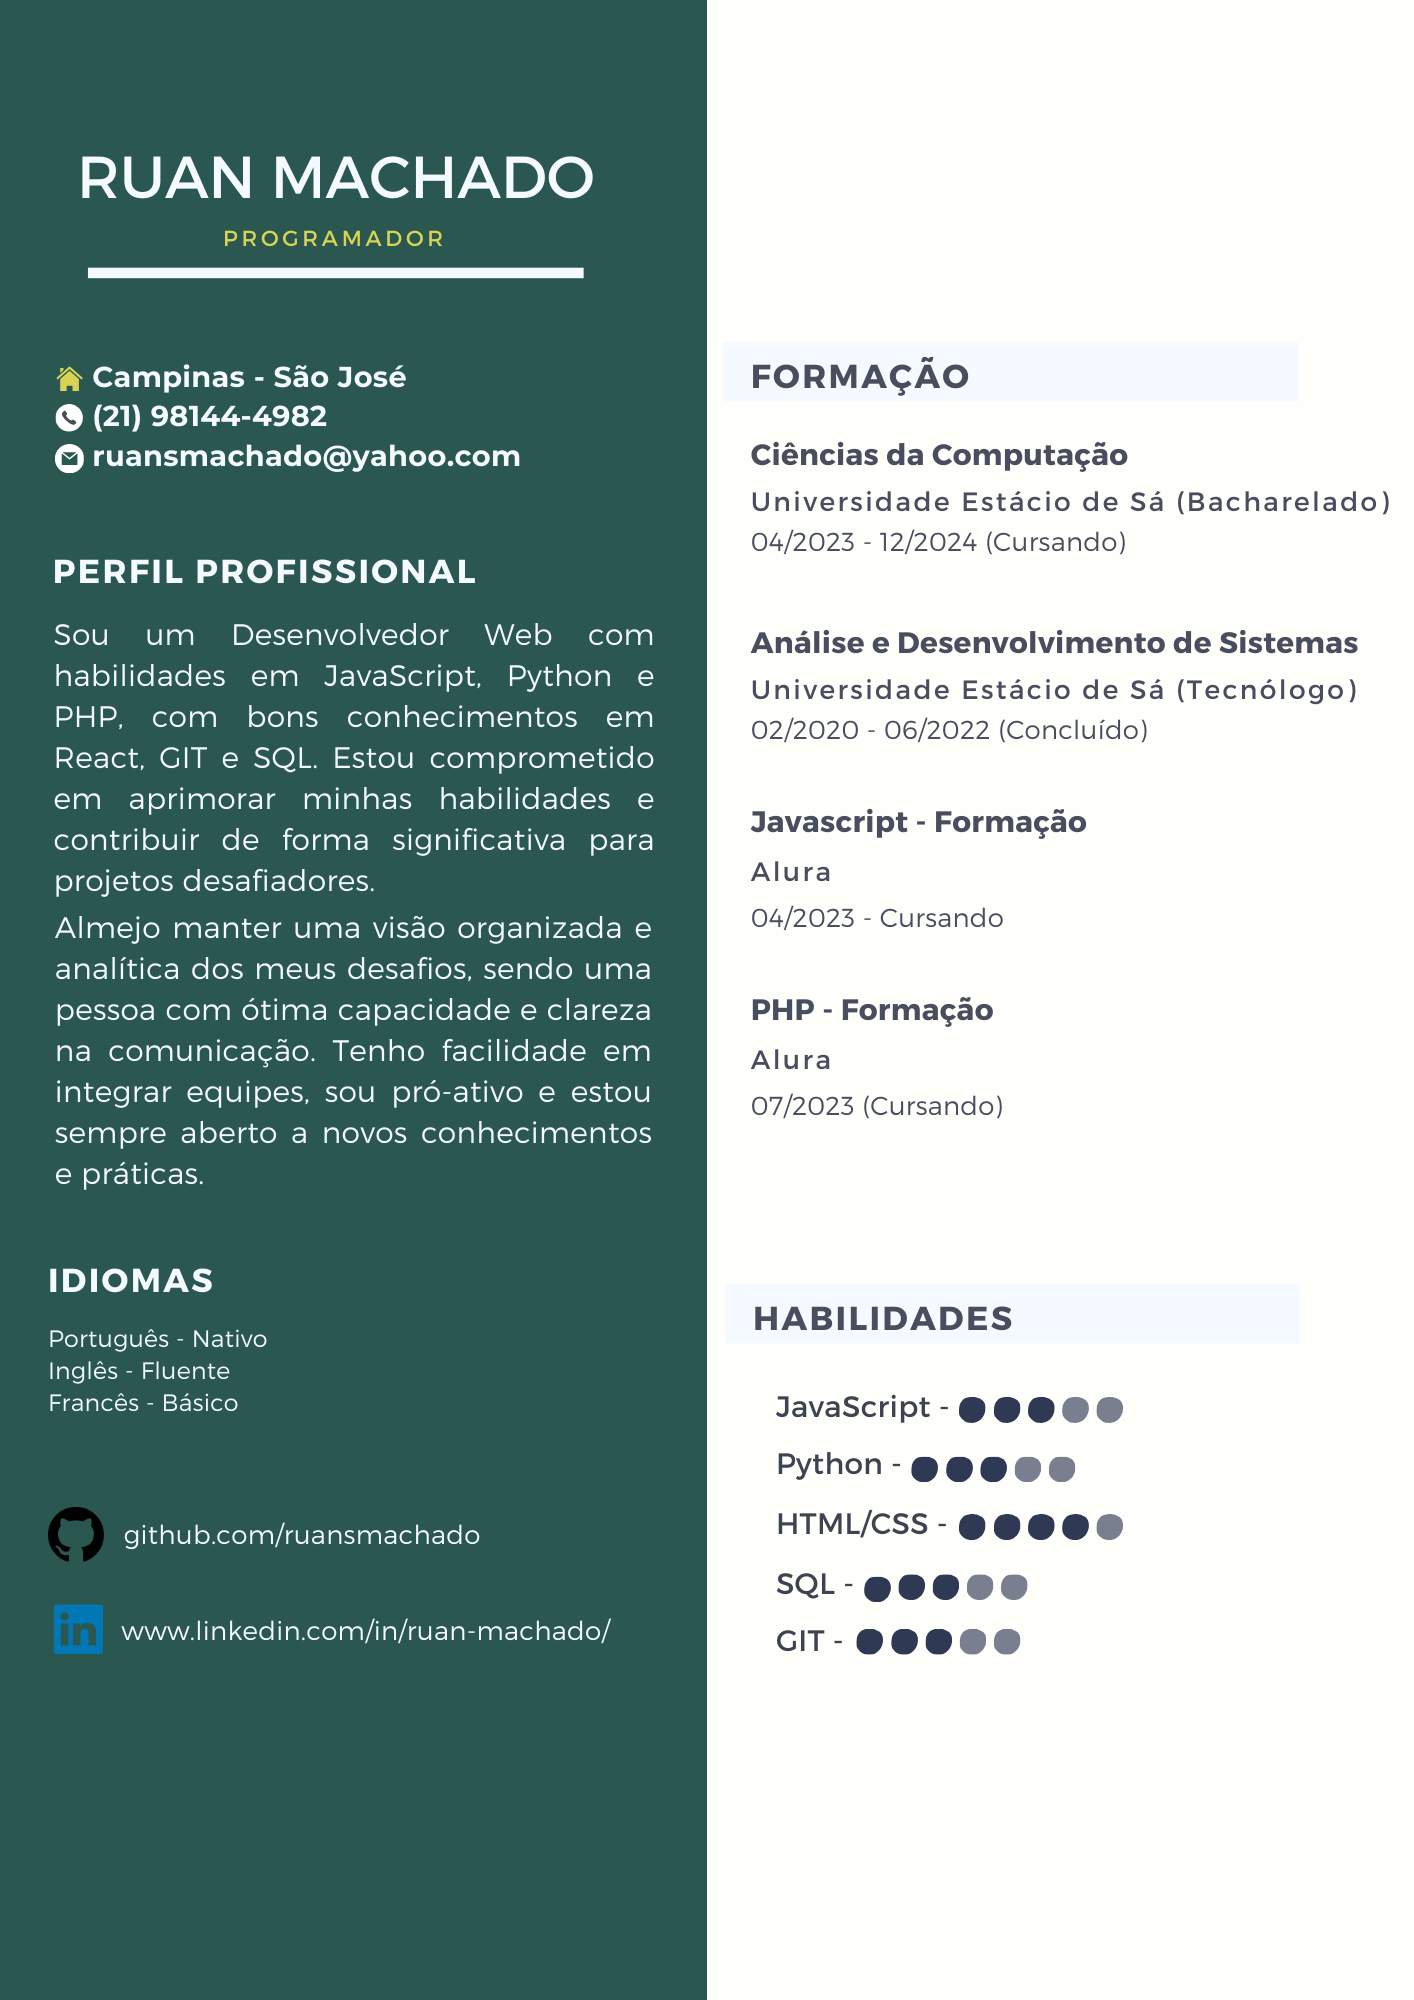 RUAN MACHADO
PROGRAMADOR
Campinas - São José
(21) 98144-4982
ruansmachado@yahoo.com
PERFIL PROFISSIONAL
Sou um Desenvolvedor Web com
habilidades em JavaScript, Python e
PHP, com bons conhecimentos em
React, GIT e SQL. Estou comprometido
em aprimorar minhas habilidades e
contribuir de forma significativa para
projetos desafiadores.
Almejo manter uma visão organizada e
analítica dos meus desafios, sendo uma
pessoa com ótima capacidade e clareza
na comunicação. Tenho facilidade em
integrar equipes, sou pró-ativo e estou
sempre aberto a novos conhecimentos
e práticas.
IDIOMAS
Português - Nativo
Inglês - Fluente
Francês - Básico
github.com/ruansmachado
in
www.linkedin.com/in/ruan-machado/
FORMAÇÃO
Ciências da Computação
Universidade Estácio de Sá (Bacharelado)
04/2023 - 12/2024 (Cursando)
Análise e Desenvolvimento de Sistemas
Universidade Estácio de Sá (Tecnólogo)
02/2020 - 06/2022 (Concluído)
Javascript - Formação
Alura
04/2023 - Cursando
PHP - Formação
Alura
07/2023 (Cursando)
HABILIDADES
JavaScript -
Python -
HTML/CSS -
SQL -
GIT -